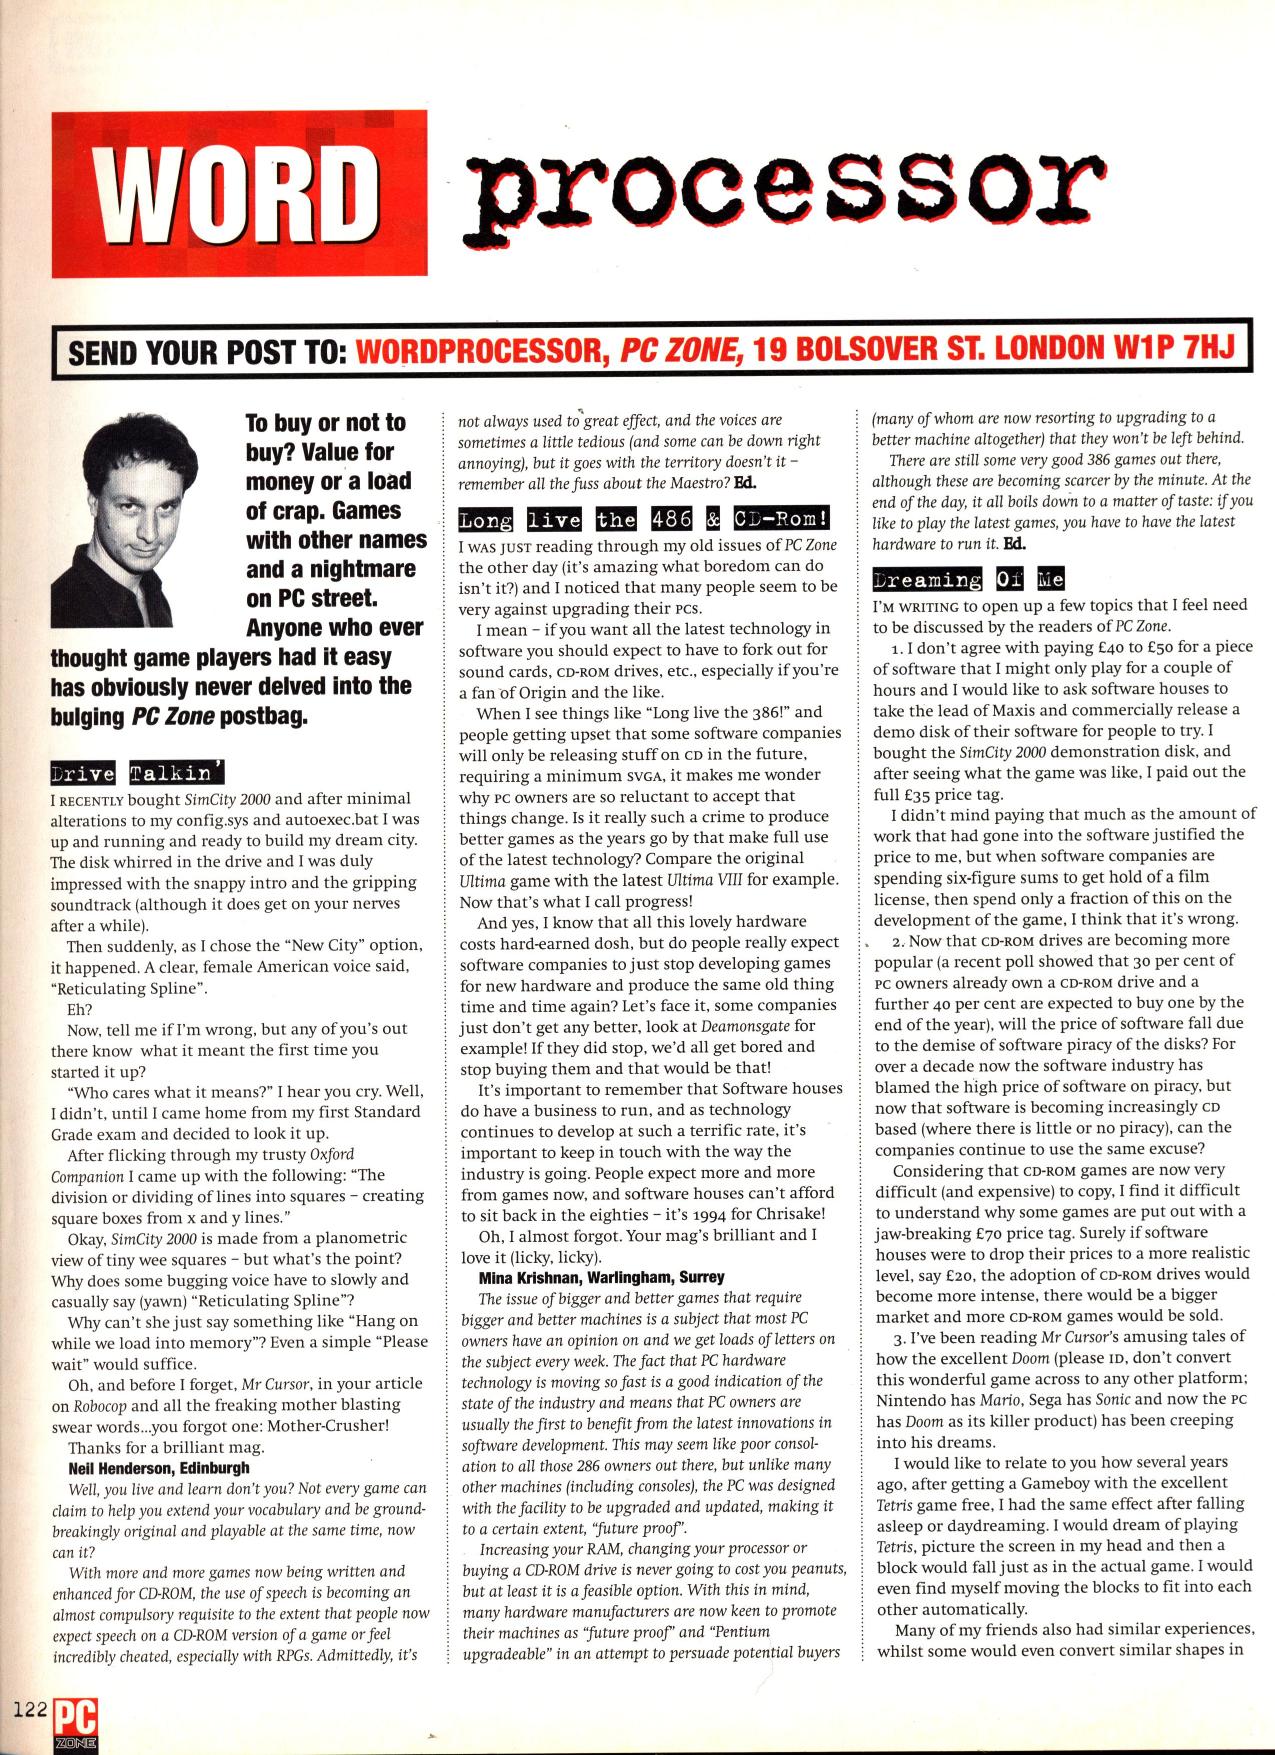 WORD processor
SEND YOUR POST TO: WORDPROCESSOR, PC ZONE, 19 BOLSOVER ST. LONDON W1P 7HJ
To buy or not to
buy? Value for
money or a load
of crap. Games
with other names
and a nightmare
on PC street.
Anyone who ever
thought game players had it easy
has obviously never delved into the
bulging PC Zone postbag.
Drive Talkin'
I RECENTLY bought SimCity 2000 and after minimal
alterations to my config.sys and autoexec.bat I was
up and running and ready to build my dream city.
The disk whirred in the drive and I was duly
impressed with the snappy intro and the gripping
soundtrack (although it does get on your nerves
after a while).
Then suddenly, as I chose the “New City” option,
it happened. A clear, female American voice said,
“Reticulating Spline”.
Eh?
Now, tell me if I'm wrong, but any of you's out
there know what it meant the first time you
started it up?
“Who cares what it means?” I hear you cry. Well,
I didn't, until I came home from my first Standard
Grade exam and decided to look it up.
After flicking through my trusty Oxford
Companion I came up with the following: “The
division or dividing of lines into squares – creating
square boxes from x and y lines.”
Okay, SimCity 2000 is made from a planometric
view of tiny wee squares – but what's the point?
Why does some bugging voice have to slowly and
casually say (yawn) “Reticulating Spline”?
Why can't she just say something like “Hang on
while we load into memory”? Even a simple “Please
wait” would suffice.
Oh, and before I forget, Mr Cursor, in your article
on Robocop and all the freaking mother blasting
swear words...you forgot one: Mother-Crusher!
Thanks for a brilliant mag.
Neil Henderson, Edinburgh
Well, you live and learn don't you? Not every game can
claim to help you extend your vocabulary and be ground-
breakingly original and playable at the same time, now
can it?
With more and more games now being written and
enhanced for CD-ROM, the use of speech is becoming an
almost compulsory requisite to the extent that people now
expect speech on a CD-ROM version of a game or feel
incredibly cheated, especially with RPGs. Admittedly, it's
not always used to great effect, and the voices are
sometimes a little tedious (and some can be down right
annoying), but it goes with the territory doesn't it –
remember all the fuss about the Maestro? Ed.
Long live the 486 & CD-Rom!
I WAS JUST reading through my old issues of PC Zone
the other day (it's amazing what boredom can do
isn't it?) and I noticed that many people seem to be
very against upgrading their PCs.
I mean – if you want all the latest technology in
software you should expect to have to fork out for
sound cards, CD-ROM drives, etc., especially if you're
a fan of Origin and the like.
When I see things like “Long live the 386!” and
people getting upset that some software companies
will only be releasing stuff on CD in the future,
requiring a minimum SVGA, it makes me wonder
why PC owners are so reluctant to accept that
things change. Is it really such a crime to produce
better games as the years go by that make full use
of the latest technology? Compare the original
Ultima game with the latest Ultima VIII for example.
Now that's what I call progress!
And yes, I know that all this lovely hardware
costs hard-earned dosh, but do people really expect
software companies to just stop developing games
for new hardware and produce the same old thing
time and time again? Let's face it, some companies
just don't get any better, look at Deamonsgate for
example! If they did stop, we'd all get bored and
stop buying them and that would be that!
It's important to remember that Software houses
do have a business to run, and as technology
continues to develop at such a terrific rate, it's
important to keep in touch with the way the
industry is going. People expect more and more
from games now, and software houses can't afford
to sit back in the eighties – it's 1994 for Chrisake!
Oh, I almost forgot. Your mag's brilliant and I
love it (licky, licky).
Mina Krishnan, Warlingham, Surrey
The issue of bigger and better games that require
bigger and better machines is a subject that most PC
owners have an opinion on and we get loads of letters on
the subject every week. The fact that PC hardware
technology is moving so fast is a good indication of the
state of the industry and means that PC owners are
usually the first to benefit from the latest innovations in
software development. This may seem like poor consol-
ation to all those 286 owners out there, but unlike many
other machines (including consoles), the PC was designed
with the facility to be upgraded and updated, making it
to a certain extent, “future proof”.
Increasing your RAM, changing your processor or
buying a CD-ROM drive is never going to cost you peanuts,
but at least it is a feasible option. With this in mind,
many hardware manufacturers are now keen to promote
their machines as “future proof” and “Pentium
upgradeable” in an attempt to persuade potential buyers
(many of whom are now resorting to upgrading to a
better machine altogether) that they won't be left behind.
There are still some very good 386 games out there,
although these are becoming scarcer by the minute. At the
end of the day, it all boils down to a matter of taste: if you
like to play the latest games, you have to have the latest
hardware to run it. Ed.
Dreaming Of Me
I'M WRITING to open up a few topics that I feel need
to be discussed by the readers of PC Zone.
1. I don't agree with paying £40 to £50 for a piece
of software that I might only play for a couple of
hours and I would like to ask software houses to
take the lead of Maxis and commercially release a
demo disk of their software for people to try. I
bought the SimCity 2000 demonstration disk, and
after seeing what the game was like, I paid out the
full £35 price tag.
I didn't mind paying that much as the amount of
work that had gone into the software justified the
price to me, but when software companies are
spending six-figure sums to get hold of a film
license, then spend only a fraction of this on the
development of the game, I think that it's wrong.
2. Now that CD-ROM drives are becoming more
popular (a recent poll showed that 30 per cent of
PC owners already own a CD-ROM drive and a
further 40 per cent are expected to buy one by the
end of the year), will the price of software fall due
to the demise of software piracy of the disks? For
over a decade now the software industry has
blamed the high price of software on piracy, but
now that software is becoming increasingly CD
based (where there is little or no piracy), can the
companies continue to use the same excuse?
Considering that CD-ROM games are now very
difficult (and expensive) to copy, I find it difficult
to understand why some games are put out with a
jaw-breaking £70 price tag. Surely if software
houses were to drop their prices to a more realistic
level, say £20, the adoption of CD-ROM drives would
become more intense, there would be a bigger
market and more CD-ROM games would be sold.
3. I've been reading Mr Cursor's amusing tales of
how the excellent Doom (please ID, don't convert
this wonderful game across to any other platform;
Nintendo has Mario, Sega has Sonic and now the PC
has Doom as its killer product) has been creeping
into his dreams.
I would like to relate to you how several years
ago, after getting a Gameboy with the excellent
Tetris game free, I had the same effect after falling
asleep or daydreaming. I would dream of playing
Tetris, picture the screen in my head and then a
block would fall just as in the actual game. I would
even find myself moving the blocks to fit into each
other automatically.
Many of my friends also had similar experiences,
whilst some would even convert similar shapes in
122 PC ZONE